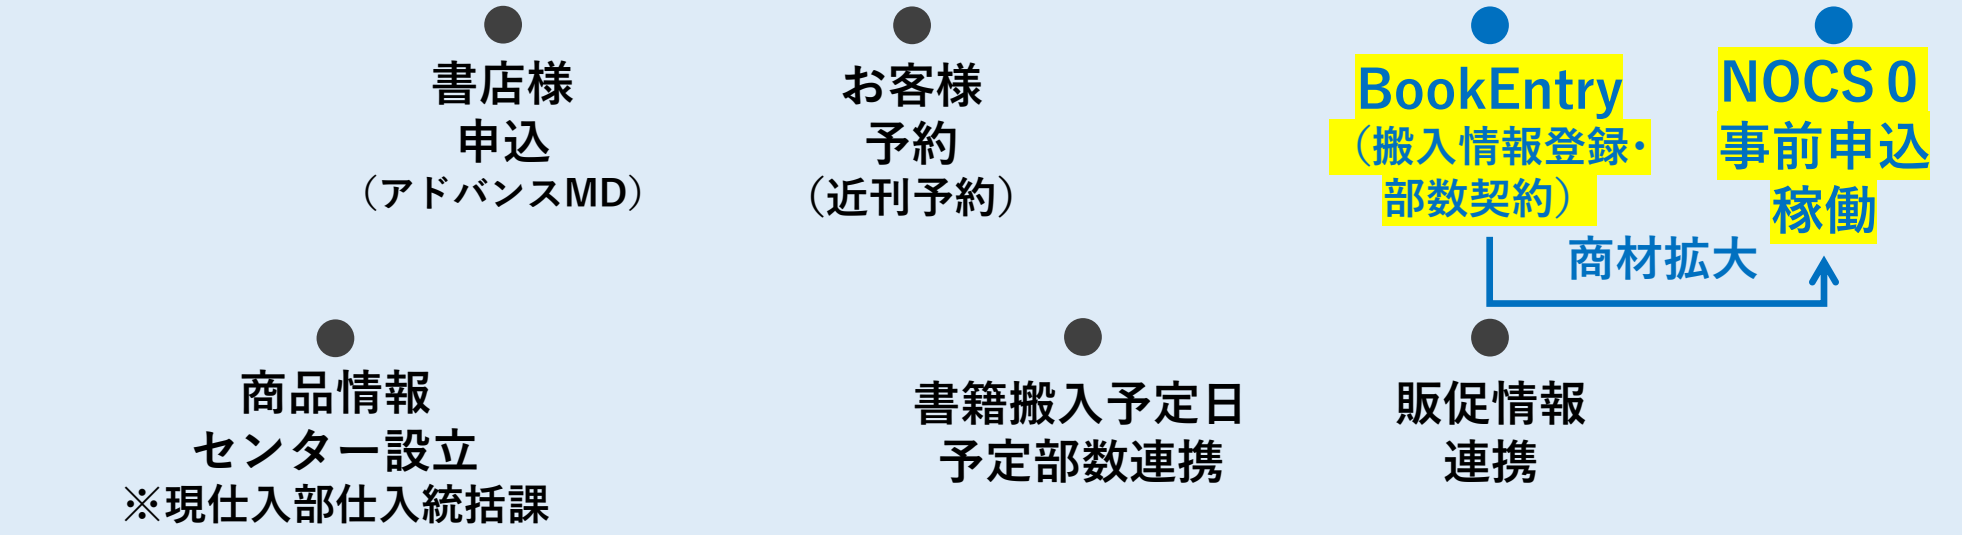 書店様
申込
（アドバンスMD）
お客様
予約
（近刊予約）
BookEntry
（搬入情報登録・
部数契約）
NOCS０
事前申込
稼働
商材拡大
商品情報
センター設立
※現仕入部仕入統括課
書籍搬入予定日
予定部数連携
販促情報
連携